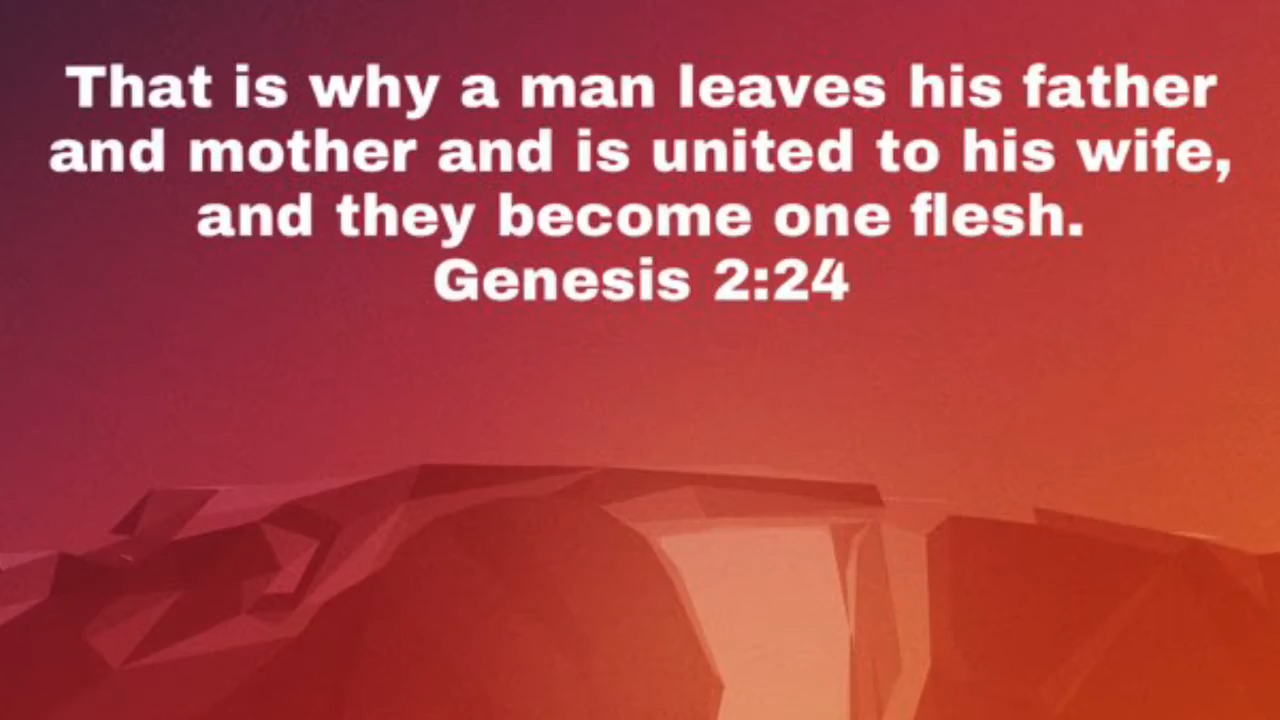 That is why a man leaves his father
and mother and is united to his wife,
and they become one flesh.
Genesis 2:24